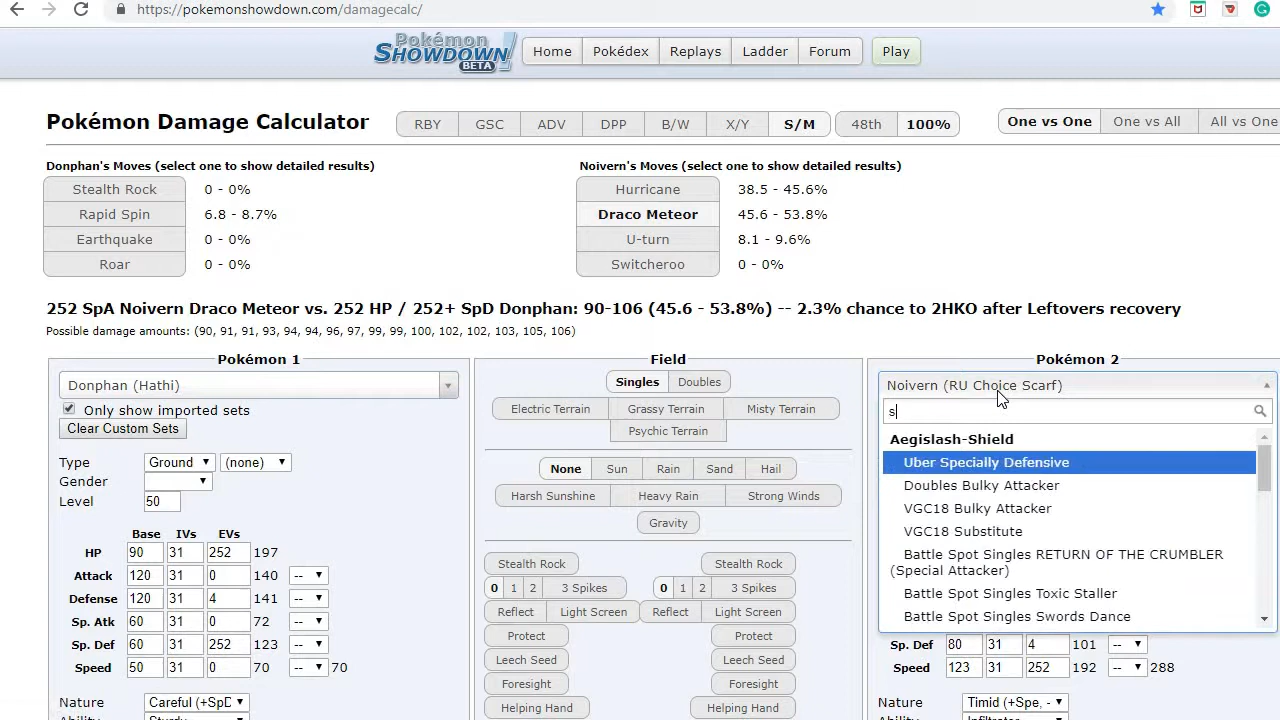 https://pokemonshowdown.com/damagecalc/
Pokémon SHOWDOWN! BETA Home Pokédex Replays Ladder Forum Play
Pokémon Damage Calculator RBY GSC ADV DPP B/W X/Y S/M 48th 100% One vs One One vs All All vs One
Donphan's Moves (select one to show detailed results) Noivern's Moves (select one to show detailed results)
Stealth Rock 0 - 0% Hurricane 38.5 - 45.6%
Rapid Spin 6.8 - 8.7% Draco Meteor 45.6 - 53.8%
Earthquake 0 - 0% U-turn 8.1 - 9.6%
Roar 0 - 0% Switcheroo 0 - 0%
252 SpA Noivern Draco Meteor vs. 252 HP / 252+ SpD Donphan: 90-106 (45.6 - 53.8%) -- 2.3% chance to 2HKO after Leftovers recovery
Possible damage amounts: (90, 91, 91, 93, 94, 94, 96, 97, 99, 99, 100, 102, 102, 103, 105, 106)
Pokémon 1
Donphan (Hathi)
Only show imported sets
Clear Custom Sets
Type Ground (none)
Gender
Level 50
Base IVs EVs
HP 90 31 252 197
Attack 120 31 0 140 --
Defense 120 31 4 141 --
Sp. Atk 60 31 0 72 --
Sp. Def 60 31 252 123 --
Speed 50 31 0 70 -- 70
Nature Careful (+SpD
Ability Sturdy
Field
Singles Doubles
Electric Terrain Grassy Terrain Misty Terrain
Psychic Terrain
None Sun Rain Sand Hail
Harsh Sunshine Heavy Rain Strong Winds
Gravity
Stealth Rock Stealth Rock
0 1 2 3 Spikes 0 1 2 3 Spikes
Reflect Light Screen Reflect Light Screen
Protect Protect
Leech Seed Leech Seed
Foresight Foresight
Helping Hand Helping Hand
Pokémon 2
Noivern (RU Choice Scarf)
s
Aegislash-Shield
Uber Specially Defensive
Doubles Bulky Attacker
VGC18 Bulky Attacker
VGC18 Substitute
Battle Spot Singles RETURN OF THE CRUMBLER
(Special Attacker)
Battle Spot Singles Toxic Staller
Battle Spot Singles Swords Dance
Sp. Def 80 31 4 101 --
Speed 123 31 252 192 -- 288
Nature Timid (+Spe, -